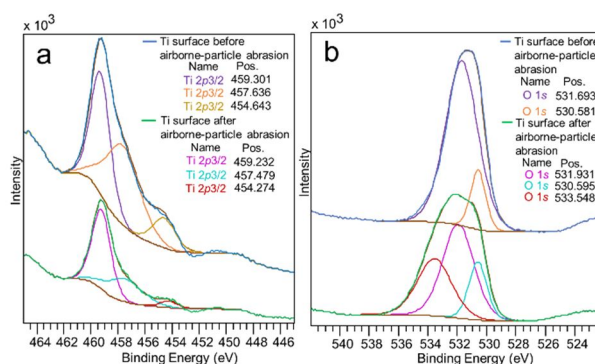 x 10³
a
Ti surface before
airborne-particle abrasion
Name Pos.
Ti 2p3/2 459.301
Ti 2p3/2 457.636
Ti 2p3/2 454.643
Ti surface after
airborne-particle abrasion
Name Pos.
Ti 2p3/2 459.232
Ti 2p3/2 457.479
Ti 2p3/2 454.274
Intensity
464 462 460 458 456 454 452 450 448 446
Binding Energy (eV)
x 10³
b
Ti surface before
airborne-particle
abrasion
Name Pos.
O 1s 531.693
O 1s 530.581
Ti surface after
airborne-particle
abrasion
Name Pos.
O 1s 531.931
O 1s 530.595
O 1s 533.548
Intensity
540 538 536 534 532 530 528 526 524
Binding Energy (eV)